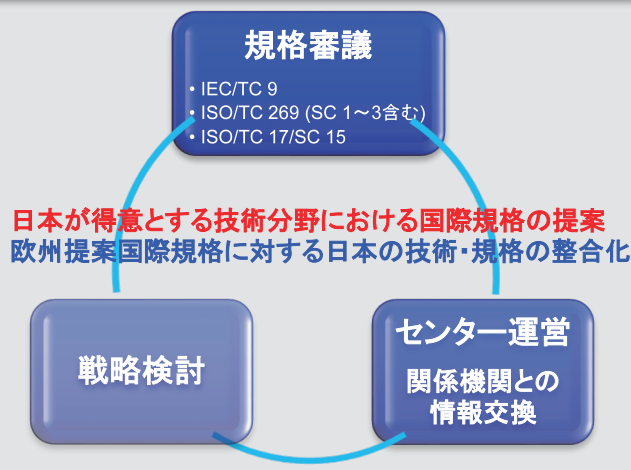 規格審議
• IEC/TC 9
• ISO/TC 269 (SC 1～3含む)
• ISO/TC 17/SC 15
日本が得意とする技術分野における国際規格の提案
欧州提案国際規格に対する日本の技術・規格の整合化
戦略検討
センター運営
関係機関との
情報交換